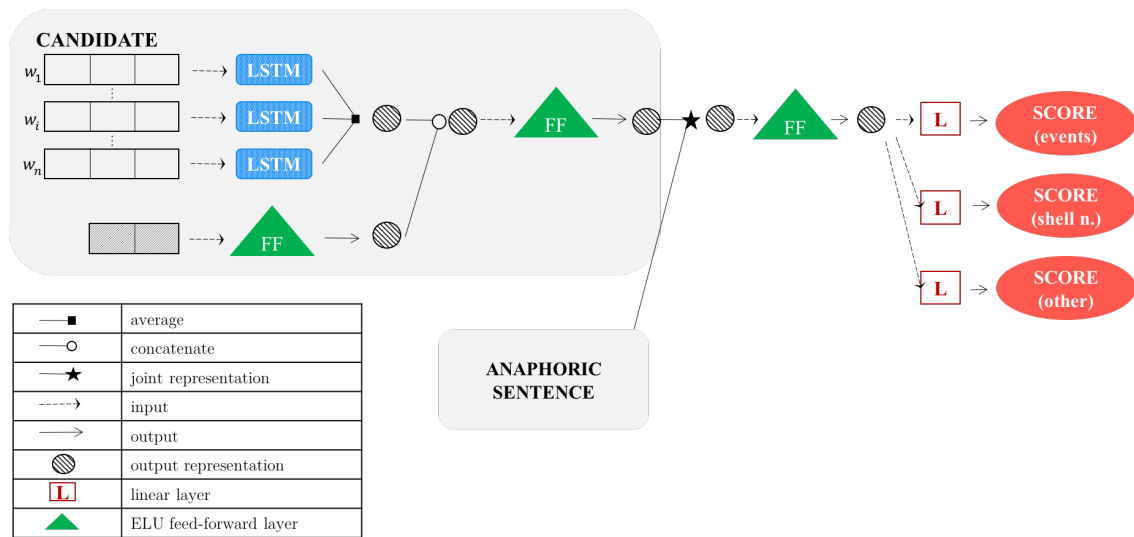 CANDIDATE
w1
LSTM
⋮
wi
LSTM
⋮
wn
LSTM
FF
FF
FF
L
SCORE
(events)
L
SCORE
(shell n.)
L
SCORE
(other)
ANAPHORIC
SENTENCE
average
concatenate
joint representation
input
output
output representation
L linear layer
ELU feed-forward layer